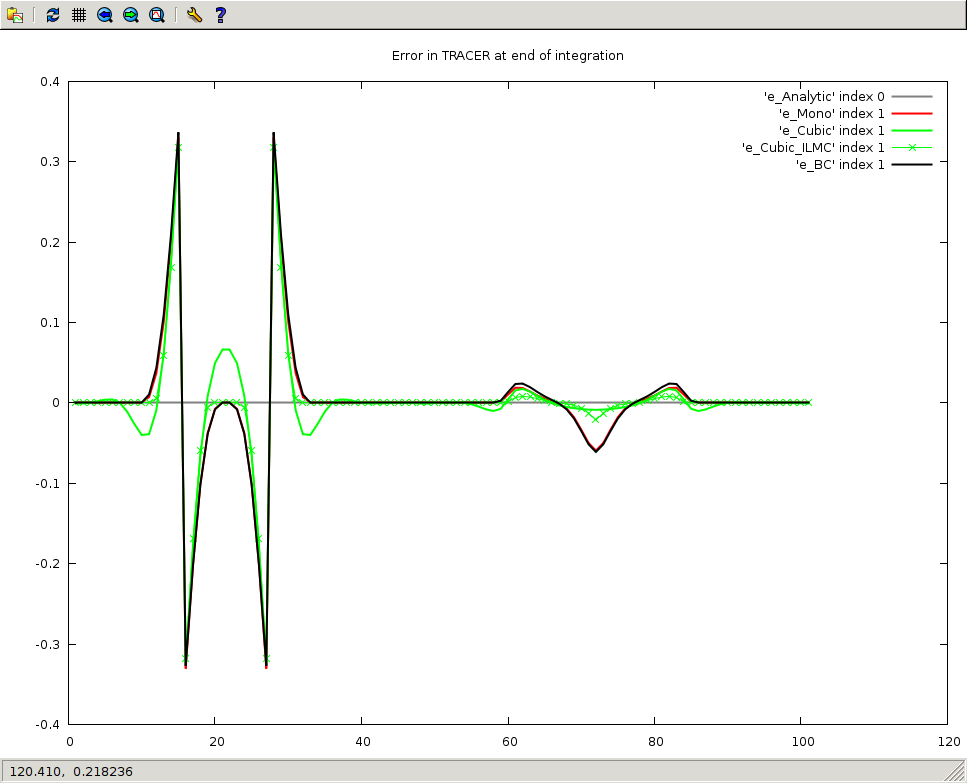 ?
Error in TRACER at end of integration
0.4
0.3
0.2
0.1
0
-0.1
-0.2
-0.3
-0.4
'e_Analytic' index 0
'e_Mono' index 1
'e_Cubic' index 1
'e_Cubic_ILMC' index 1
'e_BC' index 1
0 20 40 60 80 100 120
120.410, 0.218236